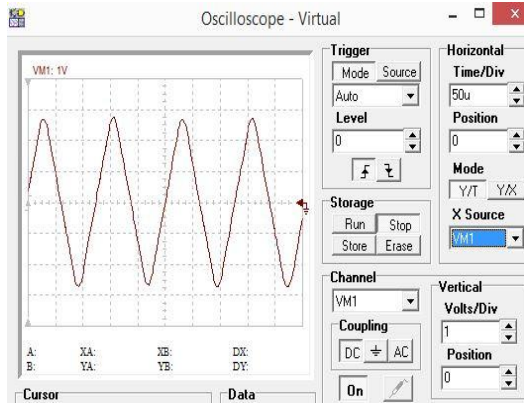 Oscilloscope - Virtual
VM1: 1V
A: XA: XB: DX:
B: YA: YB: DY:
Cursor
Data
Trigger
Mode Source
Auto
Level
0
Storage
Run Stop
Store Erase
Channel
VM1
Coupling
DC AC
On
Horizontal
Time/Div
50u
Position
0
Mode
Y/T Y/X
X Source
VM1
Vertical
Volts/Div
1
Position
0